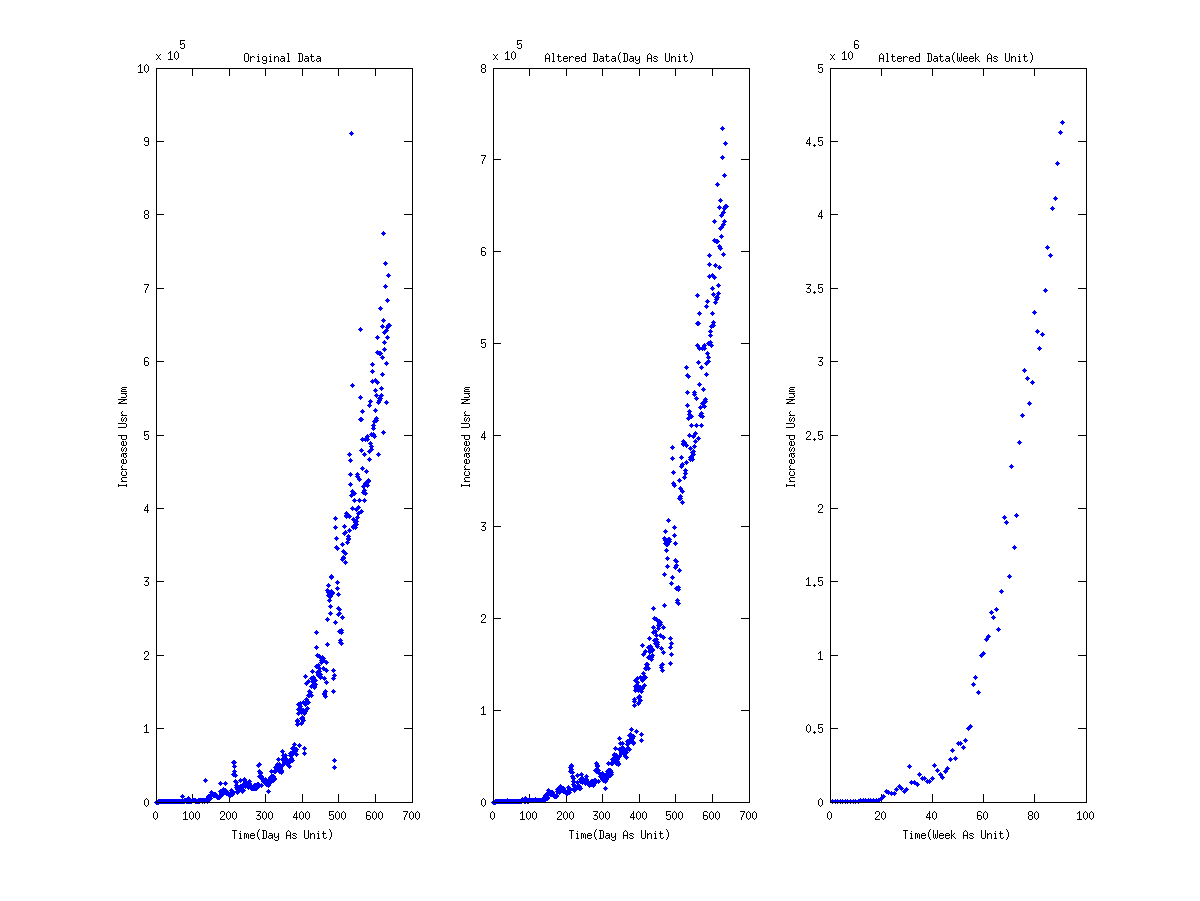 × 10 5
Original Data
10
9
8
7
6
5
4
3
2
1
0
0 100 200 300 400 500 600 700
Increased Usr Num
Time(Day As Unit)
× 10 5
Altered Data(Day As Unit)
8
7
6
5
4
3
2
1
0
0 100 200 300 400 500 600 700
Increased Usr Num
Time(Day As Unit)
× 10 6
Altered Data(Week As Unit)
5
4.5
4
3.5
3
2.5
2
1.5
1
0.5
0
0 20 40 60 80 100
Increased Usr Num
Time(Week As Unit)